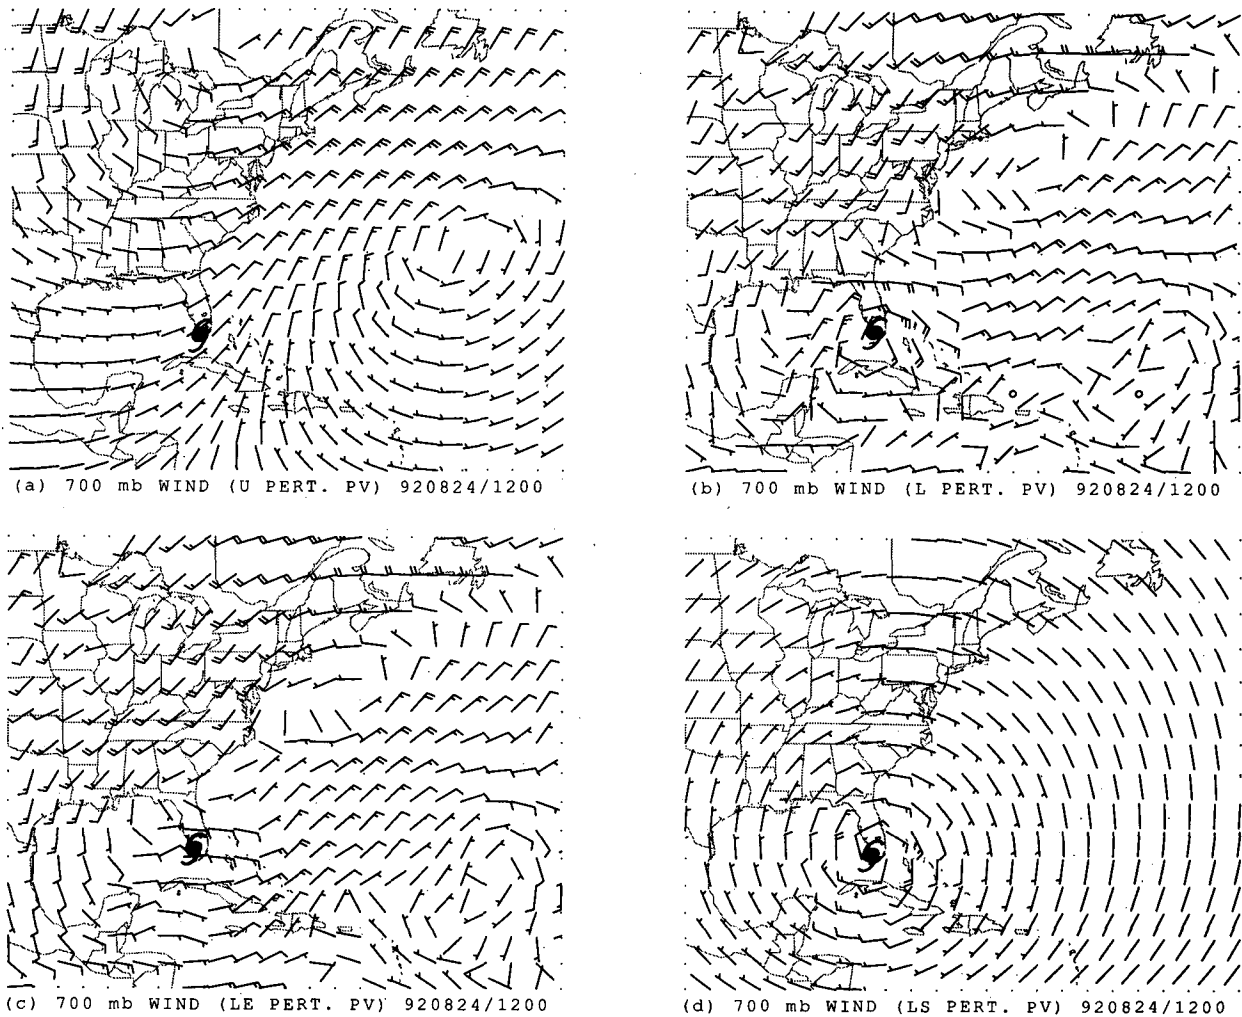 (a) 700 mb WIND (U PERT. PV) 920824/1200
(b) 700 mb WIND (L PERT. PV) 920824/1200
(c) 700 mb WIND (LE PERT. PV) 920824/1200
(d) 700 mb WIND (LS PERT. PV) 920824/1200